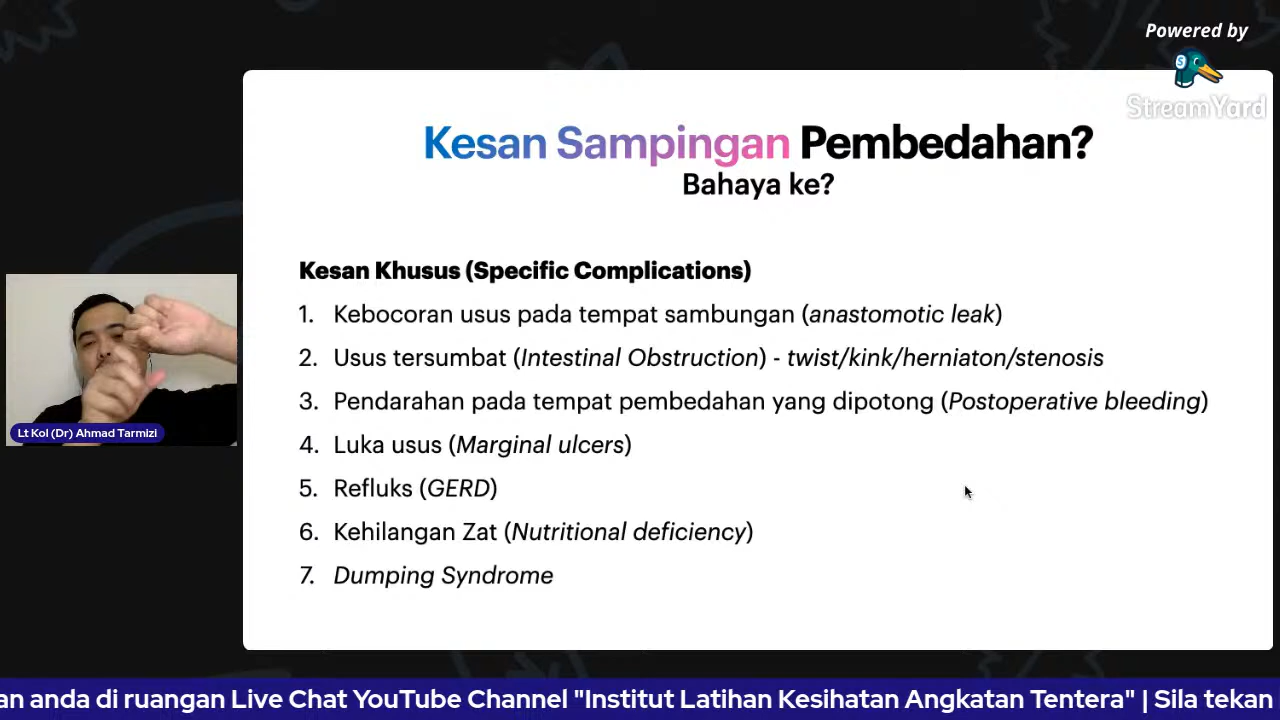 Powered by
StreamYard
Kesan Sampingan Pembedahan?
Bahaya ke?
Kesan Khusus (Specific Complications)
1. Kebocoran usus pada tempat sambungan (anastomotic leak)
2. Usus tersumbat (Intestinal Obstruction) - twist/kink/herniaton/stenosis
3. Pendarahan pada tempat pembedahan yang dipotong (Postoperative bleeding)
4. Luka usus (Marginal ulcers)
5. Refluks (GERD)
6. Kehilangan Zat (Nutritional deficiency)
7. Dumping Syndrome
Lt Kol (Dr) Ahmad Tarmizi
an anda di ruangan Live Chat YouTube Channel "Institut Latihan Kesihatan Angkatan Tentera" | Sila tekan